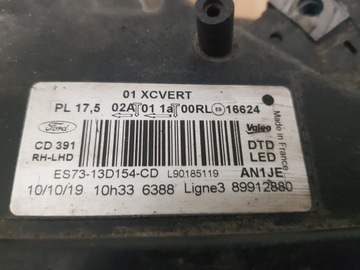 01 XCVERT
PL 17,5 02A 01 1a 00RL E9 16624
Ford
Valeo
CD 391
RH-LHD
DTD
LED
Made in France
ES73-13D154-CD L90185119 AN1JE
10/10/19 10h33 6388 Ligne3 89912880